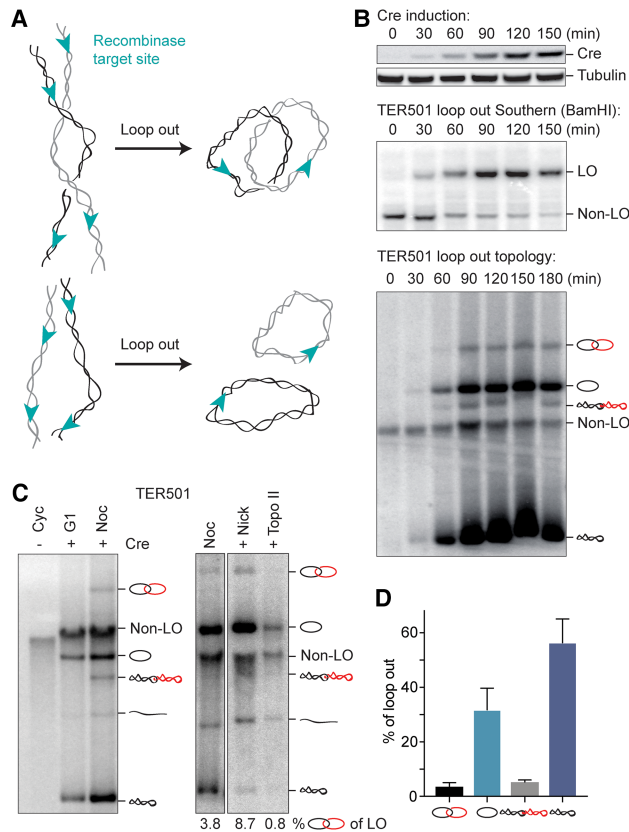 A
Recombinase
target site
Loop out
Loop out
B
Cre induction:
0 30 60 90 120 150 (min)
Cre
Tubulin
TER501 loop out Southern (BamHI):
0 30 60 90 120 150 (min)
LO
Non-LO
TER501 loop out topology:
0 30 60 90 120 150 180 (min)
Non-LO
C
TER501
Cyc G1 Noc
- + + Cre
Noc + Nick + Topo II
Non-LO
Non-LO
3.8 8.7 0.8 % of LO
D
% of loop out
60
40
20
0